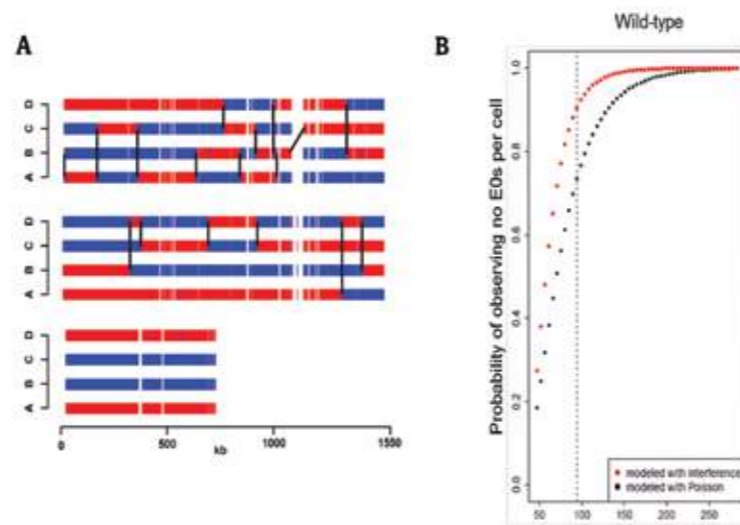 A
D
C
B
A
D
C
B
A
D
C
B
A
0 500 1000 1550
kb
B
Wild-type
Probability of observing no E0s per cell
1.0
0.8
0.6
0.4
0.2
0.0
modeled with interference
modeled with Poisson
50 100 150 200 250